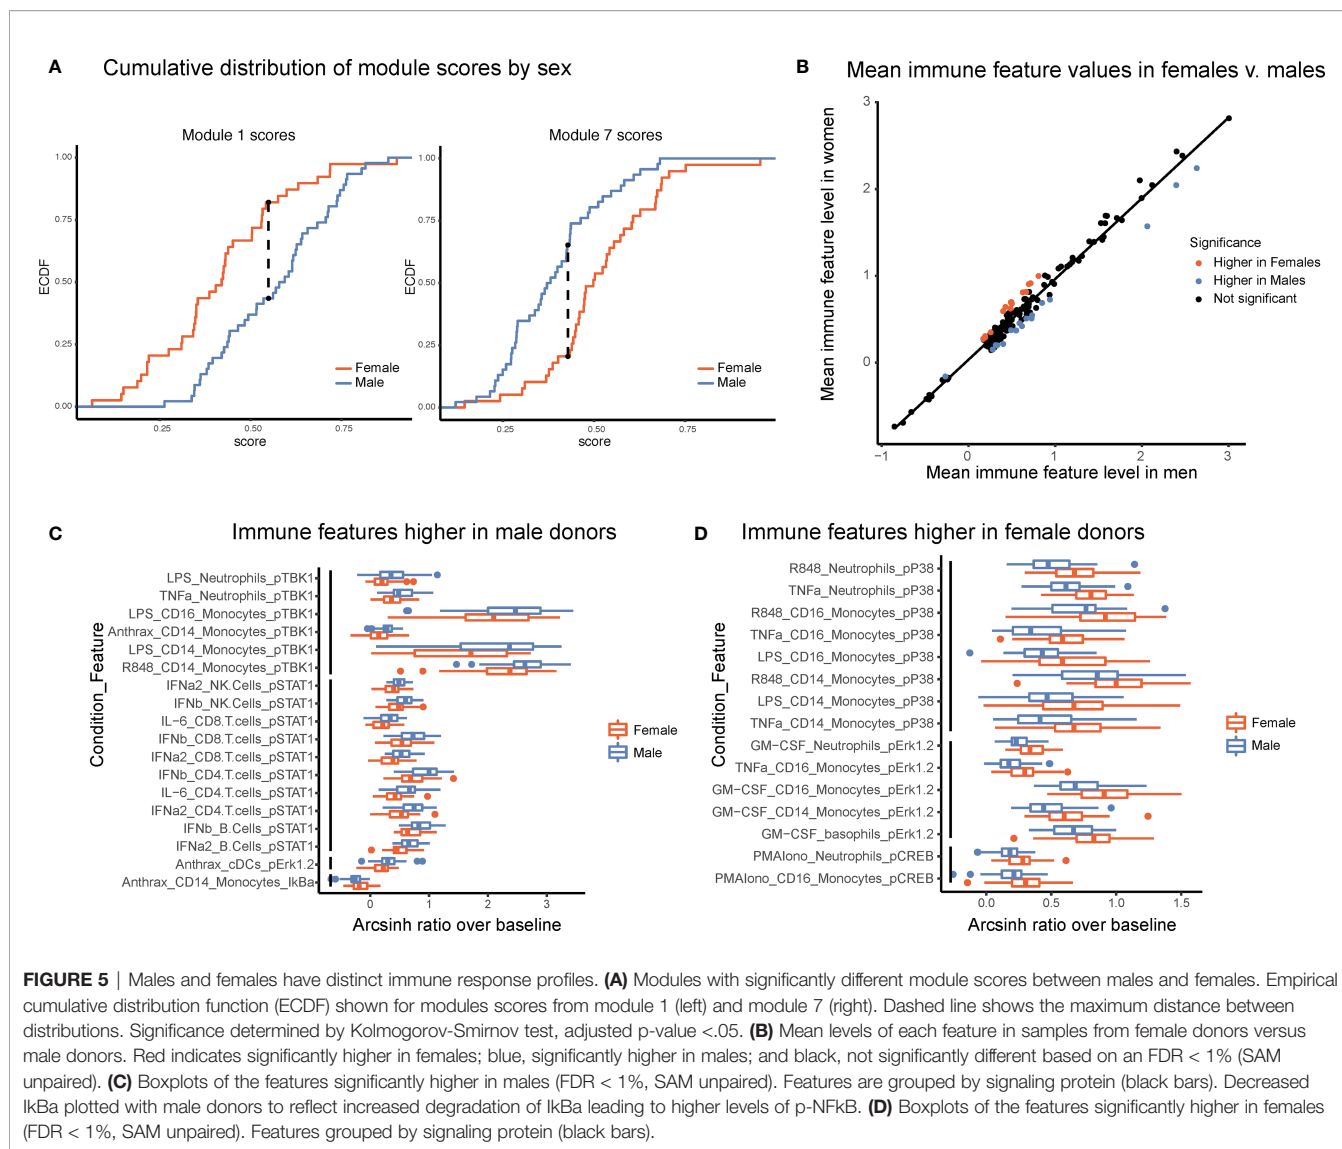 A Cumulative distribution of module scores by sex
Module 1 scores
1.00
0.75
0.50
0.25
0.00
ECDF
0.25 0.50 0.75
score
Female
Male
Module 7 scores
1.00
0.75
0.50
0.25
0.00
ECDF
0.25 0.50 0.75
score
Female
Male
B Mean immune feature values in females v. males
3
2
1
0
Mean immune feature level in women
−1 0 1 2 3
Mean immune feature level in men
Significance
Higher in Females
Higher in Males
Not significant
C Immune features higher in male donors
Condition_Feature
LPS_Neutrophils_pTBK1
TNFa_Neutrophils_pTBK1
LPS_CD16_Monocytes_pTBK1
Anthrax_CD14_Monocytes_pTBK1
LPS_CD14_Monocytes_pTBK1
R848_CD14_Monocytes_pTBK1
IFNa2_NK.Cells_pSTAT1
IFNb_NK.Cells_pSTAT1
IL−6_CD8.T.cells_pSTAT1
IFNb_CD8.T.cells_pSTAT1
IFNa2_CD8.T.cells_pSTAT1
IFNb_CD4.T.cells_pSTAT1
IL−6_CD4.T.cells_pSTAT1
IFNa2_CD4.T.cells_pSTAT1
IFNb_B.Cells_pSTAT1
IFNa2_B.Cells_pSTAT1
Anthrax_cDCs_pErk1.2
Anthrax_CD14_Monocytes_IkBa
0 1 2 3
Arcsinh ratio over baseline
Female
Male
D Immune features higher in female donors
Condition_Feature
R848_Neutrophils_pP38
TNFa_Neutrophils_pP38
R848_CD16_Monocytes_pP38
TNFa_CD16_Monocytes_pP38
LPS_CD16_Monocytes_pP38
R848_CD14_Monocytes_pP38
LPS_CD14_Monocytes_pP38
TNFa_CD14_Monocytes_pP38
GM−CSF_Neutrophils_pErk1.2
TNFa_CD16_Monocytes_pErk1.2
GM−CSF_CD16_Monocytes_pErk1.2
GM−CSF_CD14_Monocytes_pErk1.2
GM−CSF_basophils_pErk1.2
PMAIono_Neutrophils_pCREB
PMAIono_CD16_Monocytes_pCREB
0.0 0.5 1.0 1.5
Arcsinh ratio over baseline
Female
Male
FIGURE 5 | Males and females have distinct immune response profiles. (A) Modules with significantly different module scores between males and females. Empirical
cumulative distribution function (ECDF) shown for modules scores from module 1 (left) and module 7 (right). Dashed line shows the maximum distance between
distributions. Significance determined by Kolmogorov-Smirnov test, adjusted p-value <.05. (B) Mean levels of each feature in samples from female donors versus
male donors. Red indicates significantly higher in females; blue, significantly higher in males; and black, not significantly different based on an FDR < 1% (SAM
unpaired). (C) Boxplots of the features significantly higher in males (FDR < 1%, SAM unpaired). Features are grouped by signaling protein (black bars). Decreased
IkBa plotted with male donors to reflect increased degradation of IkBa leading to higher levels of p-NFkB. (D) Boxplots of the features significantly higher in females
(FDR < 1%, SAM unpaired). Features grouped by signaling protein (black bars).